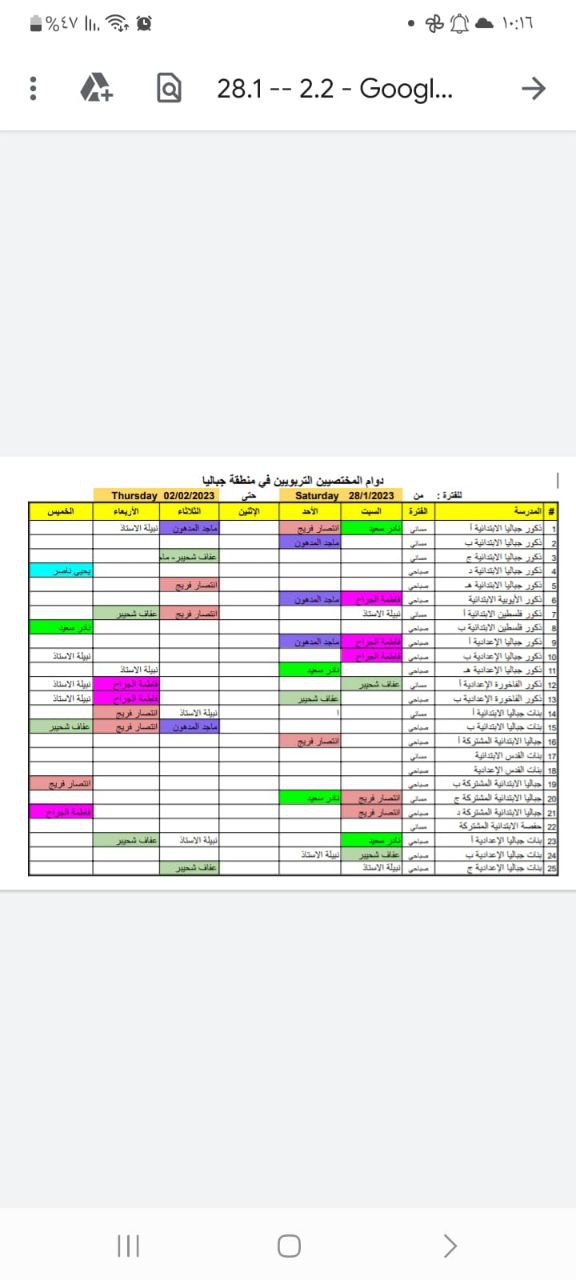 ١٠:١٦
%٤٧
28.1 -- 2.2 - Googl...
دوام المختصيين التربويين في منطقة جباليا
للفترة : من Saturday 28/1/2023 حتى Thursday 02/02/2023
# المدرسة الفترة السبت الأحد الإثنين الثلاثاء الأربعاء الخميس
1 ذكور جباليا الابتدائية أ مسائي نادر سعيد انتصار فريج ماجد المدهون نبيلة الاستاذ
2 ذكور جباليا الابتدائية ب مسائي ماجد المدهون
3 ذكور جباليا الابتدائية ج مسائي عفاف شحيبر - ماجد
4 ذكور جباليا الابتدائية د صباحي يحيى ناصر
5 ذكور جباليا الابتدائية هـ صباحي انتصار فريج
6 ذكور الأيوبية الابتدائية صباحي فاطمة الجراح ماجد المدهون
7 ذكور فلسطين الابتدائية أ مسائي نبيلة الاستاذ انتصار فريج عفاف شحيبر
8 ذكور فلسطين الابتدائية ب صباحي نادر سعيد
9 ذكور جباليا الإعدادية أ صباحي فاطمة الجراح ماجد المدهون
10 ذكور جباليا الإعدادية ب صباحي فاطمة الجراح نبيلة الاستاذ
11 ذكور جباليا الإعدادية هـ صباحي نادر سعيد نبيلة الاستاذ
12 ذكور الفاخورة الإعدادية أ مسائي عفاف شحيبر فاطمة الجراح نبيلة الاستاذ
13 ذكور الفاخورة الإعدادية ب صباحي عفاف شحيبر فاطمة الجراح نبيلة الاستاذ
14 بنات جباليا الابتدائية أ مسائي ا نبيلة الاستاذ انتصار فريج
15 بنات جباليا الابتدائية ب صباحي ماجد المدهون انتصار فريج عفاف شحيبر
16 جباليا الابتدائية المشتركة أ صباحي انتصار فريج
17 بنات القدس الابتدائية مسائي
18 بنات القدس الإعدادية صباحي
19 جباليا الابتدائية المشتركة ب صباحي انتصار فريج
20 جباليا الابتدائية المشتركة ج مسائي انتصار فريج نادر سعيد
21 جباليا الابتدائية المشتركة د صباحي انتصار فريج فاطمة الجراح
22 حفصة الابتدائية المشتركة مسائي
23 بنات جباليا الإعدادية أ صباحي نادر سعيد نبيلة الاستاذ عفاف شحيبر
24 بنات جباليا الإعدادية ب صباحي عفاف شحيبر نبيلة الاستاذ
25 بنات جباليا الإعدادية ج صباحي نبيلة الاستاذ عفاف شحيبر